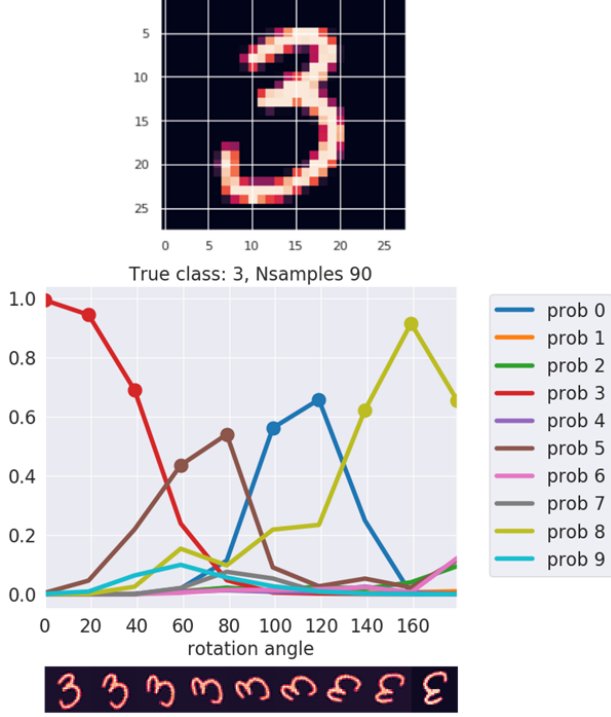 5
10
15
20
25
0 5 10 15 20 25
True class: 3, Nsamples 90
1.0
0.8
0.6
0.4
0.2
0.0
0 20 40 60 80 100 120 140 160
rotation angle
prob 0
prob 1
prob 2
prob 3
prob 4
prob 5
prob 6
prob 7
prob 8
prob 9